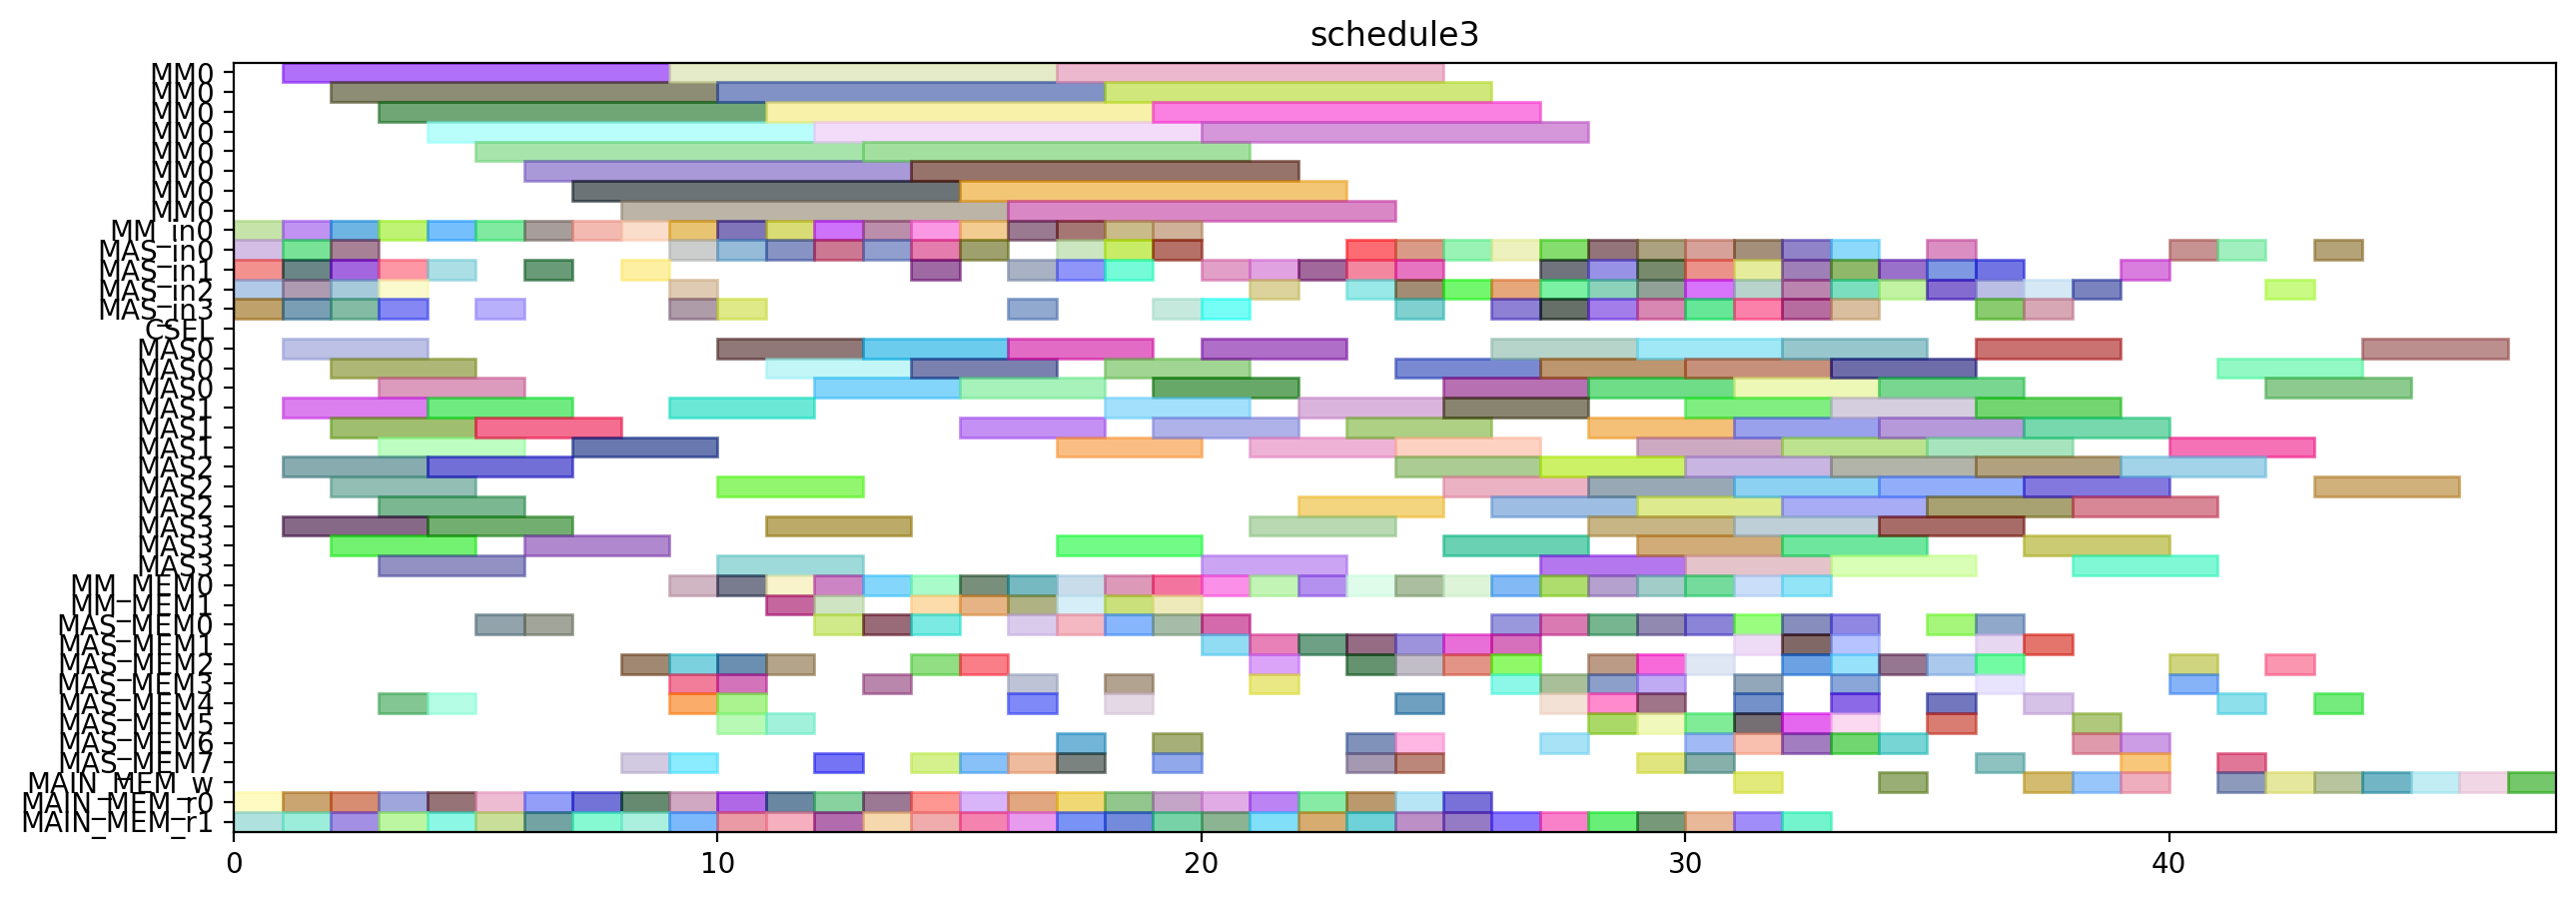 schedule3
MM0
MM0
MM0
MM0
MM0
MM0
MM0
MM0
MM_in0
MAS_in0
MAS_in1
MAS_in2
MAS_in3
CSEL
MAS0
MAS0
MAS0
MAS1
MAS1
MAS1
MAS2
MAS2
MAS2
MAS3
MAS3
MAS3
MM_MEM0
MM_MEM1
MAS_MEM0
MAS_MEM1
MAS_MEM2
MAS_MEM3
MAS_MEM4
MAS_MEM5
MAS_MEM6
MAS_MEM7
MAIN_MEM_w
MAIN_MEM_r0
MAIN_MEM_r1
0 10 20 30 40